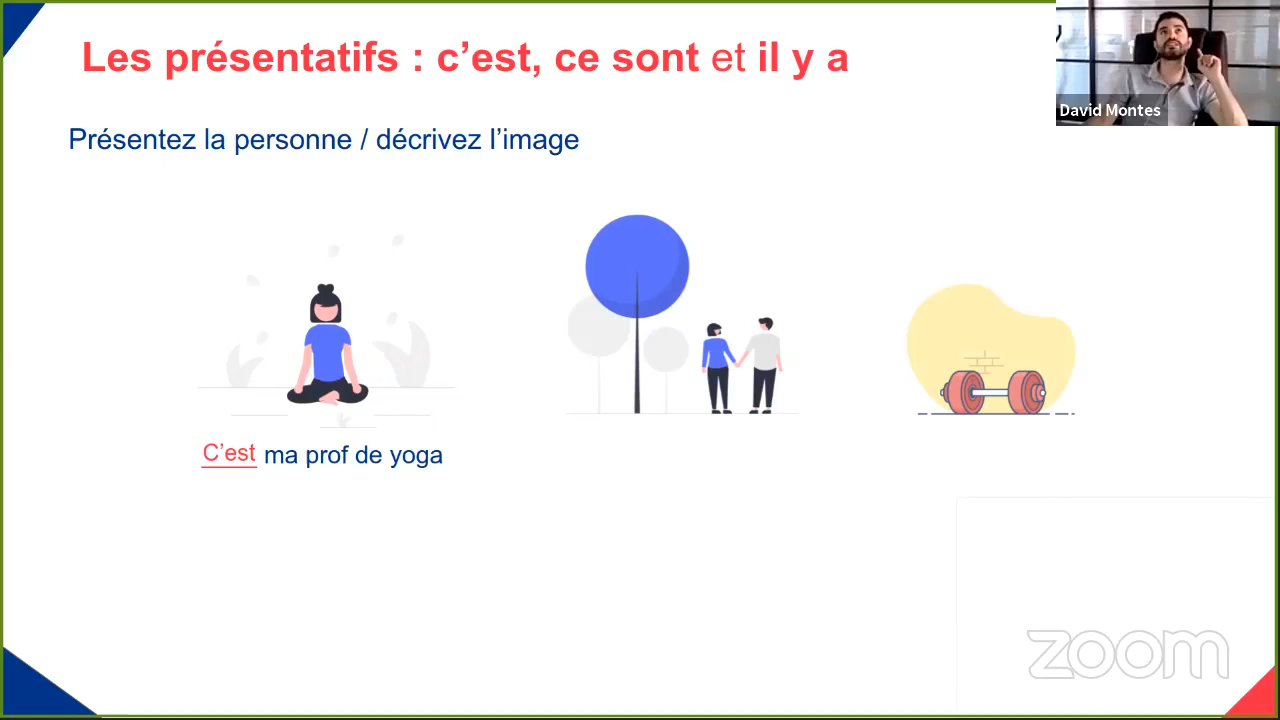 Les présentatifs : c’est, ce sont et il y a
David Montes
Présentez la personne / décrivez l’image
C’est ma prof de yoga
zoom